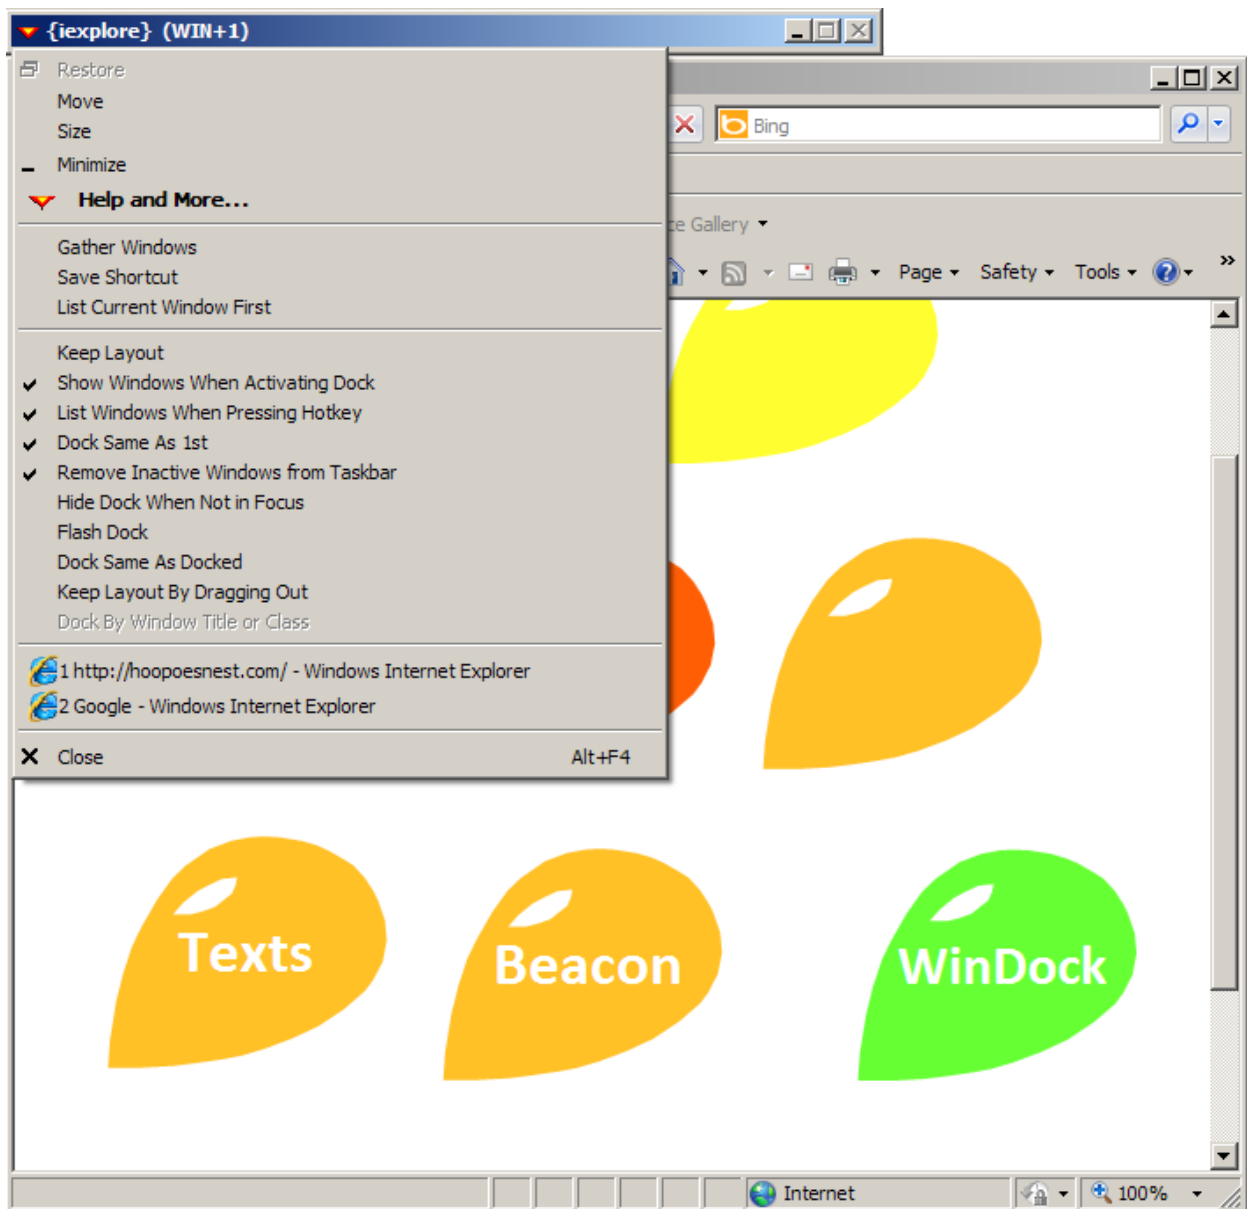 {iexplore} (WIN+1)
Restore
Move
Size
Minimize
Help and More...
Gather Windows
Save Shortcut
List Current Window First
Keep Layout
Show Windows When Activating Dock
List Windows When Pressing Hotkey
Dock Same As 1st
Remove Inactive Windows from Taskbar
Hide Dock When Not in Focus
Flash Dock
Dock Same As Docked
Keep Layout By Dragging Out
Dock By Window Title or Class
1 http://hoopoesnest.com/ - Windows Internet Explorer
2 Google - Windows Internet Explorer
Close Alt+F4
Bing
Gallery
Page Safety Tools »
Texts Beacon WinDock
Internet 100%